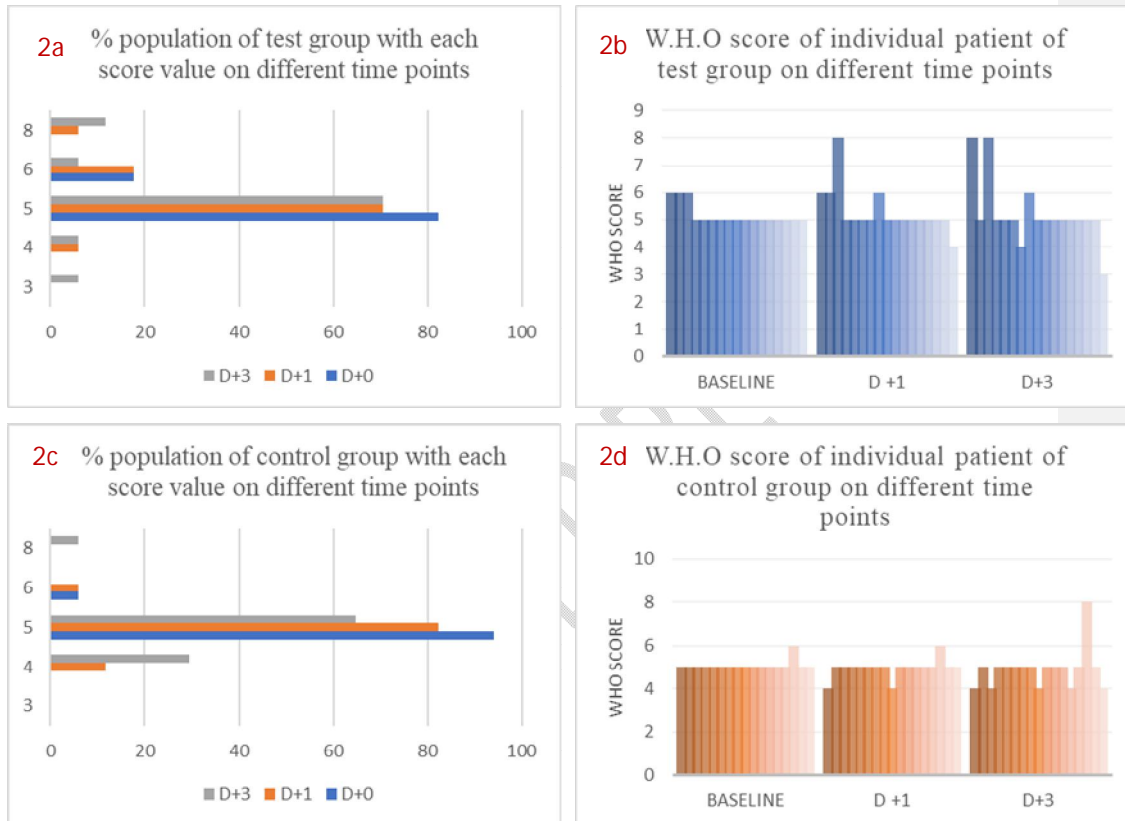 2a
% population of test group with each
score value on different time points
8
6
5
4
3
0 20 40 60 80 100
D+3 D+1 D+0
2b
W.H.O score of individual patient of
test group on different time points
WHO SCORE
9
8
7
6
5
4
3
2
1
0
BASELINE D +1 D+3
2c
% population of control group with each
score value on different time points
8
6
5
4
3
0 20 40 60 80 100
D+3 D+1 D+0
2d
W.H.O score of individual patient of
control group on different time
points
WHO SCORE
10
8
6
4
2
0
BASELINE D +1 D+3